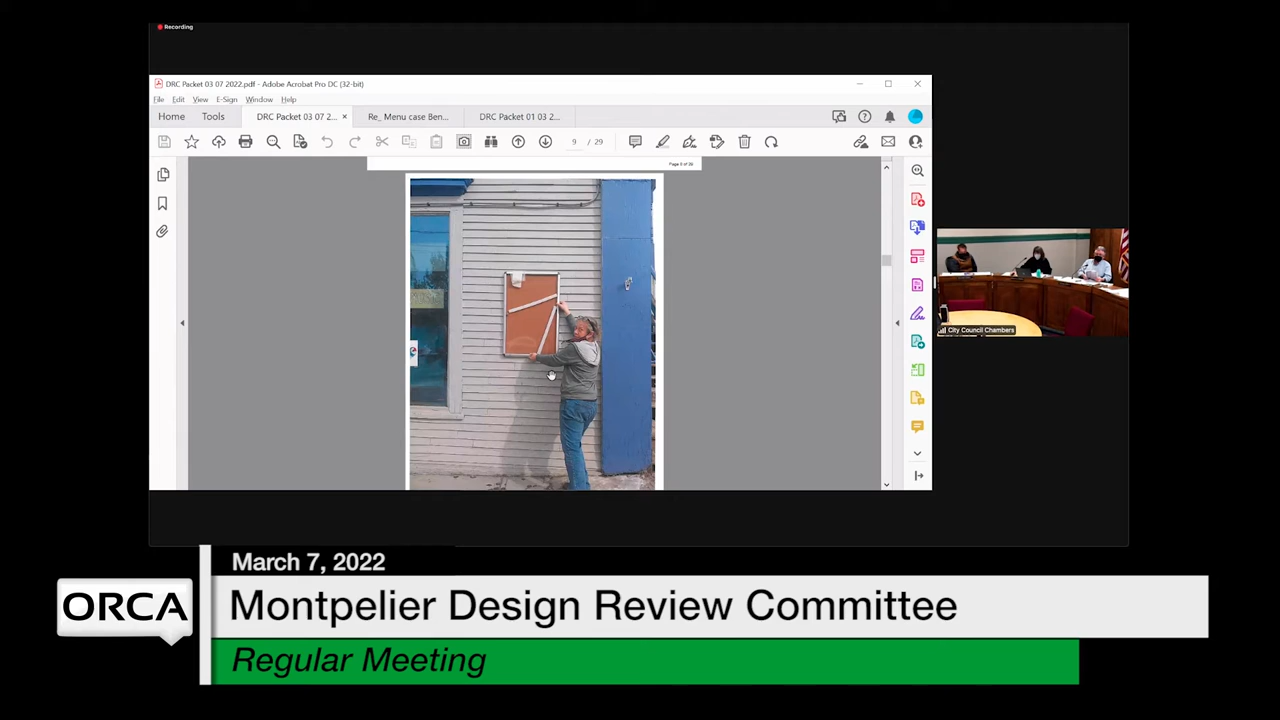 Recording
DRC Packet 03 07 2022.pdf - Adobe Acrobat Pro DC (32-bit)
File Edit View E-Sign Window Help
Home Tools DRC Packet 03 07 2... × Re_ Menu case Ben... DRC Packet 01 03 2...
9 / 29
City Council Chambers
March 7, 2022
ORCA
Montpelier Design Review Committee
Regular Meeting